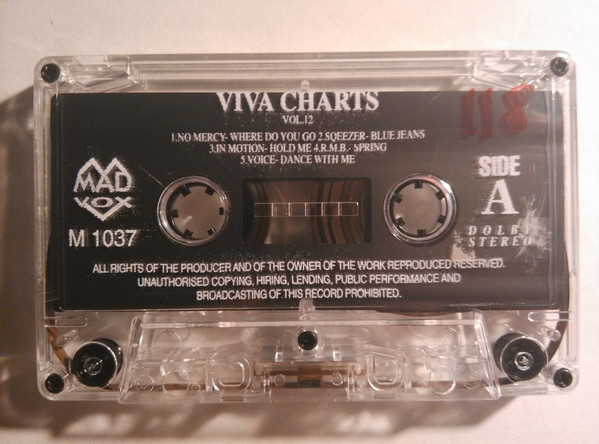 VIVA CHARTS
VOL.12
1.NO MERCY- WHERE DO YOU GO 2.SQEEZER- BLUE JEANS
3.IN MOTION- HOLD ME 4.R.M.B.- SPRING
5.VOICE- DANCE WITH ME
118
MAD
VOX
M 1037
SIDE
A
DOLBY
STEREO
ALL RIGHTS OF THE PRODUCER AND OF THE OWNER OF THE WORK REPRODUCED RESERVED.
UNAUTHORISED COPYING, HIRING, LENDING, PUBLIC PERFORMANCE AND
BROADCASTING OF THIS RECORD PROHIBITED.